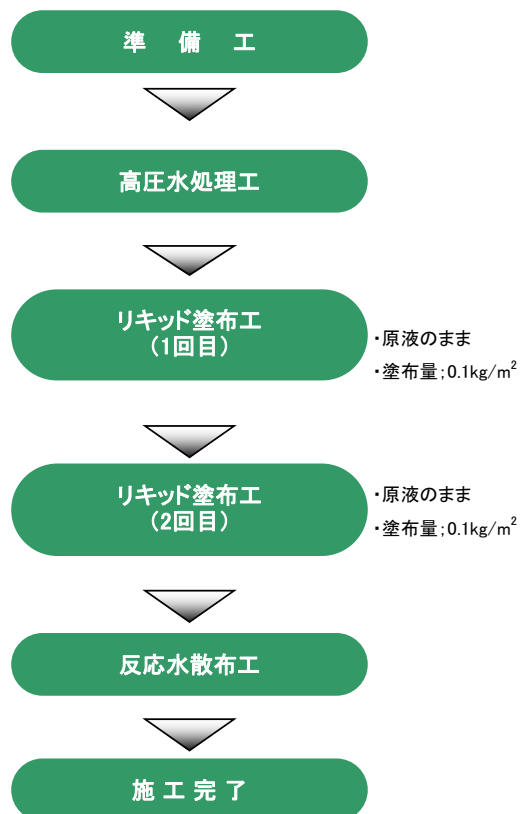 準 備 工
高圧水処理工
リキッド塗布工
(1回目)
・原液のまま
・塗布量;0.1kg/m²
リキッド塗布工
(2回目)
・原液のまま
・塗布量;0.1kg/m²
反応水散布工
施 工 完 了